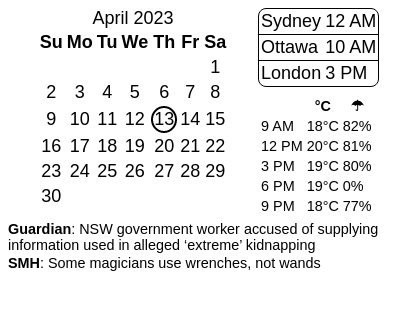 April 2023
Su Mo Tu We Th Fr Sa
1
2 3 4 5 6 7 8
9 10 11 12 13 14 15
16 17 18 19 20 21 22
23 24 25 26 27 28 29
30
Sydney 12 AM
Ottawa 10 AM
London 3 PM
°C ☂
9 AM 18°C 82%
12 PM 20°C 81%
3 PM 19°C 80%
6 PM 19°C 0%
9 PM 18°C 77%
Guardian: NSW government worker accused of supplying
information used in alleged ‘extreme’ kidnapping
SMH: Some magicians use wrenches, not wands